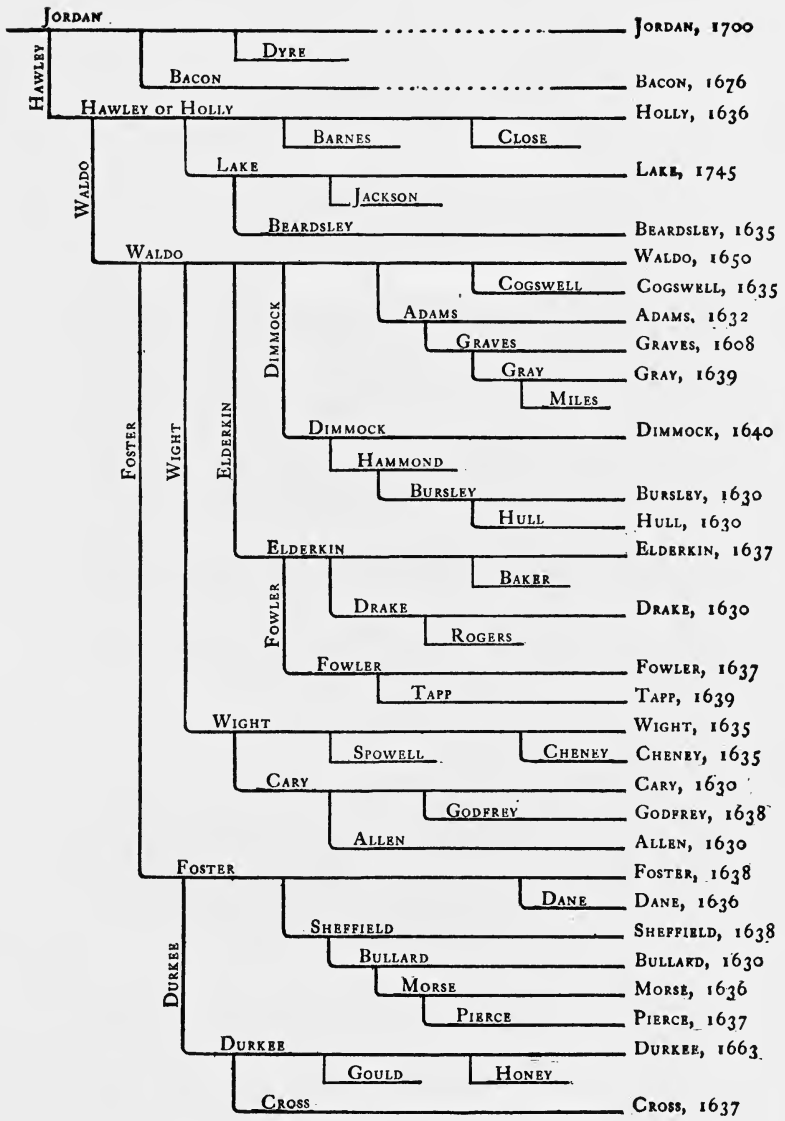 JORDAN JORDAN, 1700
DYRE
BACON BACON, 1676
HAWLEY
HAWLEY or HOLLY HOLLY, 1636
BARNES CLOSE
LAKE LAKE, 1745
JACKSON
WALDO
BEARDSLEY BEARDSLEY, 1635
WALDO WALDO, 1650
COGSWELL COGSWELL, 1635
ADAMS ADAMS, 1632
GRAVES GRAVES, 1608
DIMMOCK
GRAY GRAY, 1639
MILES
DIMMOCK DIMMOCK, 1640
FOSTER
WIGHT
ELDERKIN
HAMMOND
BURSLEY BURSLEY, 1630
HULL HULL, 1630
ELDERKIN ELDERKIN, 1637
BAKER
FOWLER
DRAKE DRAKE, 1630
ROGERS
FOWLER FOWLER, 1637
TAPP TAPP, 1639
WIGHT WIGHT, 1635
SPOWELL CHENEY CHENEY, 1635
CARY CARY, 1630
GODFREY GODFREY, 1638
ALLEN ALLEN, 1630
FOSTER FOSTER, 1638
DANE DANE, 1636
SHEFFIELD SHEFFIELD, 1638
BULLARD BULLARD, 1630
DURKEE
MORSE MORSE, 1636
PIERCE PIERCE, 1637
DURKEE DURKEE, 1663
GOULD HONEY
CROSS CROSS, 1637